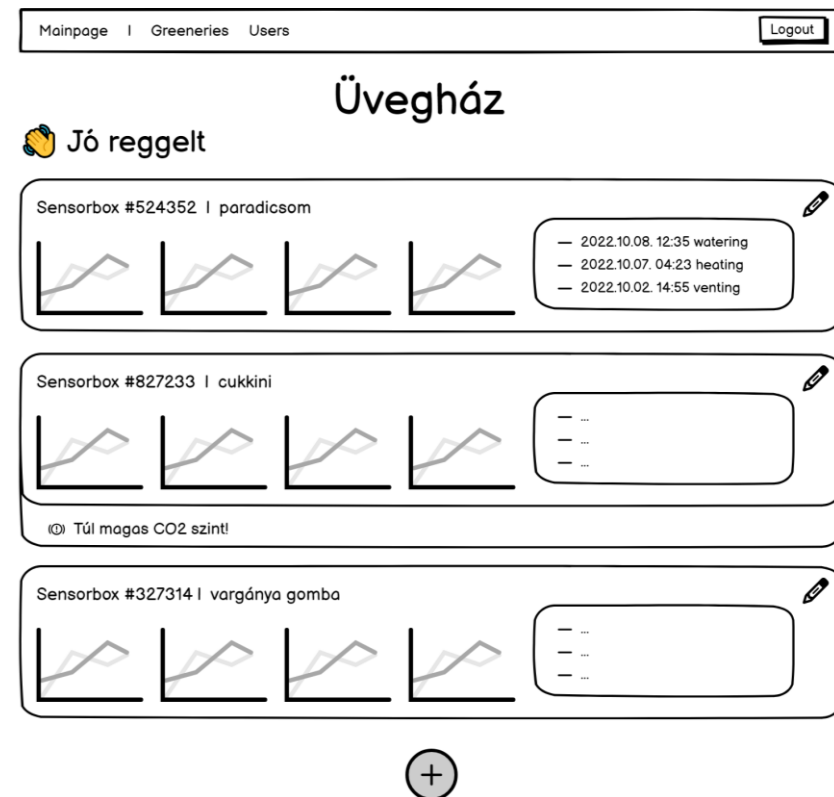 Mainpage | Greeneries Users Logout
Üvegház
Jó reggelt
Sensorbox #524352 | paradicsom
— 2022.10.08. 12:35 watering
— 2022.10.07. 04:23 heating
— 2022.10.02. 14:55 venting
Sensorbox #827233 | cukkini
— ...
— ...
— ...
Túl magas CO2 szint!
Sensorbox #327314 | vargánya gomba
— ...
— ...
— ...
+